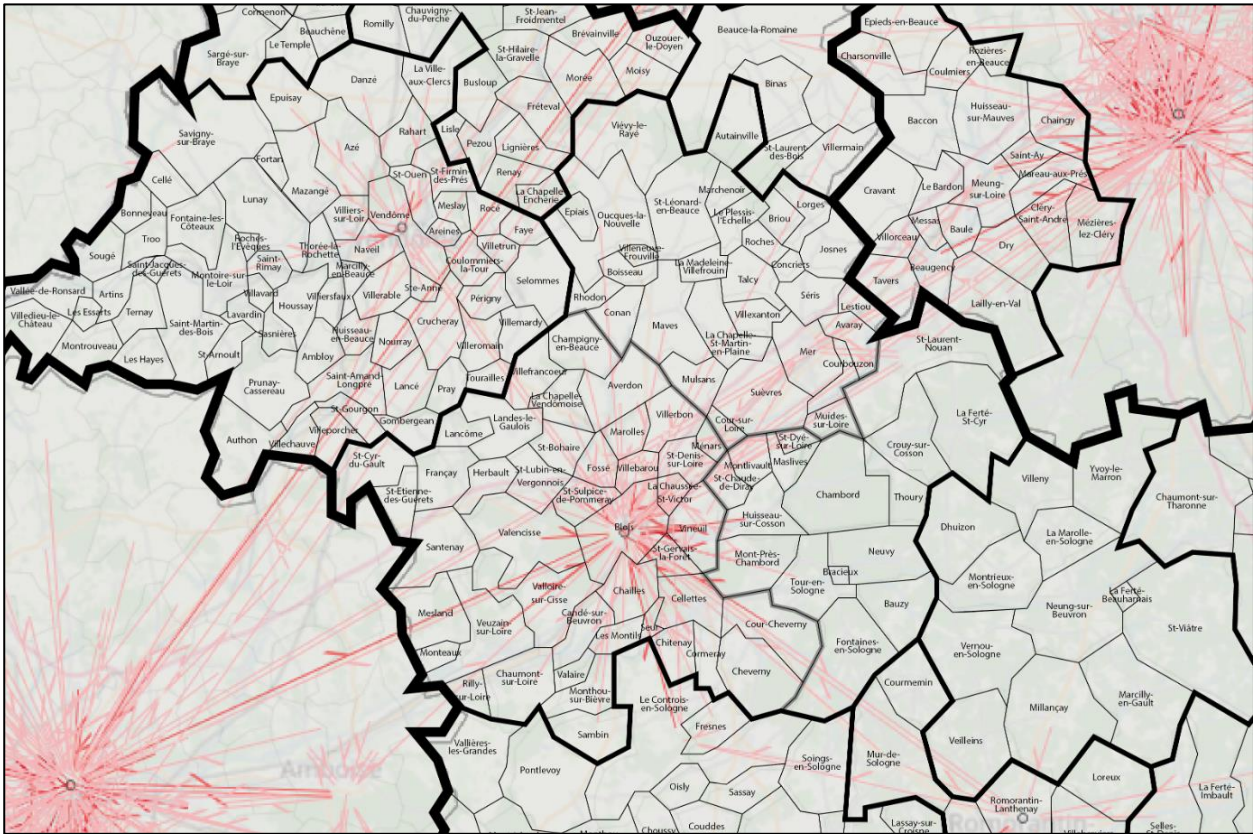 Cormenon
Beauchêne
Romilly
Chauvigny-
du-Perche
St-Jean-
Froidmentel
Brévainville
Ouzouer-
le-Doyen
Beauce-la-Romaine
Epieds-en-Beauce
Charsonville
Rozières-
en-Beauce
Coulmiers
Sargé-sur-
Braye
Le Temple
St-Hilaire-
la-Gravelle
Danzé
La Ville-
aux-Clercs
Busloup
Morée
Moisy
Binas
Epuisay
Fréteval
Huisseau-
sur-Mauves
Chaingy
Baccon
Savigny-
sur-Braye
Azé
Rahart
Lisle
Pezou
Lignières
Viévy-le-
Rayé
Autainville
St-Laurent-
des-Bois
Villermain
Saint-Ay
Fortan
St-Ouen
St-Firmin-
des-Prés
Renay
Mareau-aux-Prés
Cellé
Mazangé
La Chapelle-
Enchérie
Marchenoir
Cravant
Le Bardon
Meung-
sur-Loire
Lunay
Villiers-
sur-Loir
Vendôme
Meslay
Rocé
Epiais
Oucques-la-
Nouvelle
St-Léonard-
en-Beauce
Le Plessis-
l'Echelle
Briou
Lorges
Messas
Cléry-
Saint-Andre
Mézières-
lez-Cléry
Bonneveau
Fontaine-les-
Côteaux
Areines
Faye
Villorceau
Baule
Troo
Roches-
l'Evêques
Thorée-la-
Rochette
Naveil
Villetrun
Villeneuve-
Frouville
Roches
Josnes
Dry
Sougé
Saint-Jacques-
des-Guérets
Montoire-sur-
le-Loir
Saint-
Rimay
Marcilly-
en-Beauce
Coulommiers-
la-Tour
Boisseau
La Madeleine-
Villefrouin
Concriers
Talcy
Beaugency
Tavers
Vallée-de-Ronsard
Artins
Villavard
Houssay
Villiersfaux
Villerable
Ste-Anne
Selommes
Rhodon
Séris
Lestiou
Lailly-en-Val
Villedieu-le-
Château
Les Essarts
Ternay
Lavardin
Périgny
Conan
Villexanton
Saint-Martin-
des-Bois
Sasnières
Huisseau-
en-Beauce
Crucheray
Villemardy
Maves
Avaray
Montrouveau
Les Hayes
St-Arnoult
Ambloy
Nourray
Villeromain
Champigny-
en-Beauce
La Chapelle-
St-Martin-
en-Plaine
Mer
Courbouzon
St-Laurent-
Nouan
Prunay-
Cassereau
Saint-Amand-
Longpré
Lancé
Pray
Tourailles
Villefrancoeur
Averdon
Mulsans
Suèvres
St-Gourgon
Gombergean
La Chapelle-
Vendômoise
Villerbon
Cour-sur-
Loire
Muides-
sur-Loire
La Ferté-
St-Cyr
Authon
Villechauve
Villeporcher
Lancôme
Landes-le-
Gaulois
Marolles
Ménars
St-Dyé-
sur-Loire
Crouy-sur-
Cosson
St-Cyr-
du-Gault
St-Bohaire
St-Denis-
sur-Loire
Montlivault
Maslives
Françay
Herbault
St-Lubin-en-
Vergonnois
Fossé
Villebarou
St-Claude-
de-Diray
Villeny
Yvoy-le-
Marron
St-Etienne-
des-Guérets
St-Sulpice-
de-Pommeray
La Chaussée-
St-Victor
Chambord
Thoury
Chaumont-sur-
Tharonne
Valencisse
Blois
Vineuil
Huisseau-
sur-Cosson
Dhuizon
La Marolle-
en-Sologne
Santenay
St-Gervais-
la-Forêt
Mont-Près-
Chambord
Neuvy
Bracieux
Tour-en-
Sologne
Montrieux-
en-Sologne
La Ferté-
Beauharnais
Valloire-
sur-Cisse
Chailles
Cellettes
Bauzy
Neung-sur-
Beuvron
St-Viâtre
Mesland
Veuzain-
sur-Loire
Candé-sur-
Beuvron
Cour-Cheverny
Monteaux
Les Montils
Seur
Chitenay
Cormeray
Cheverny
Fontaines-
en-Sologne
Vernou-
en-Sologne
Rilly-
sur-Loire
Chaumont-
sur-Loire
Valaire
Monthou-
sur-Bièvre
Le Controis-
en-Sologne
Courmemin
Millançay
Marcilly-
en-Gault
Sambin
Fresnes
Veilleins
Vallières-
les-Grandes
Pontlevoy
Soings-
en-Sologne
Mur-de-
Sologne
Amboise
Oisly
Sassay
Loreux
La Ferté-
Imbault
Romorantin-
Lanthenay
Choussy
Couddes
Lassay-sur-
Croisne
Selles-